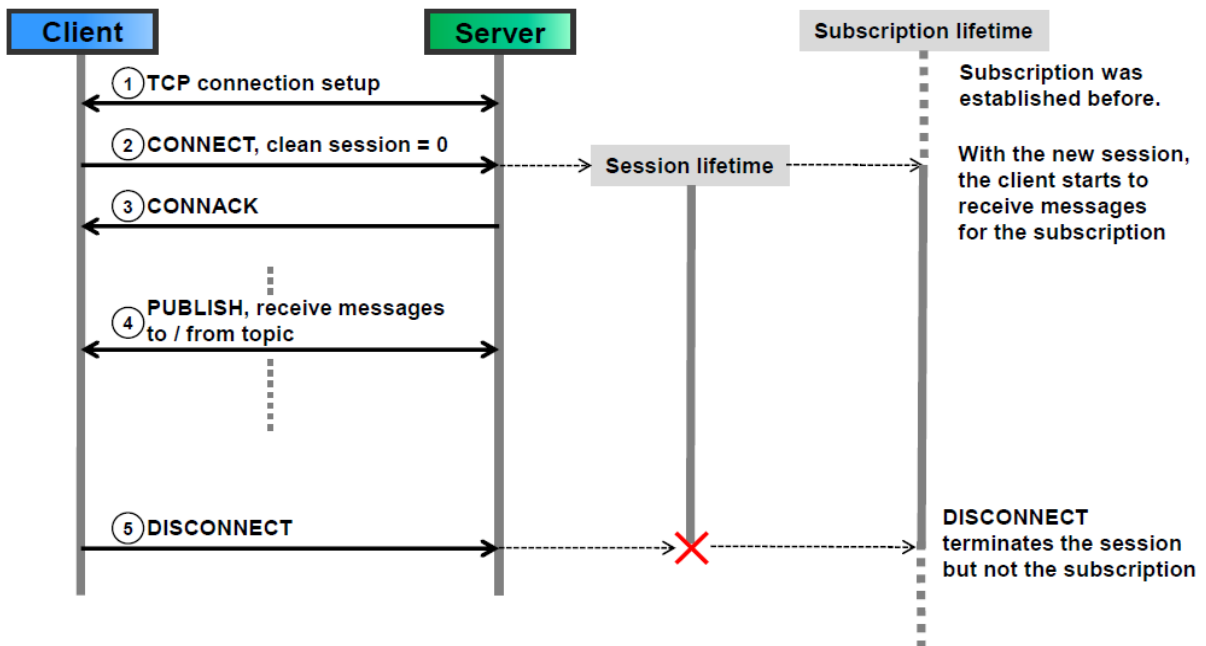 Client
Server
Subscription lifetime
1 TCP connection setup
Subscription was
established before.
2 CONNECT, clean session = 0
Session lifetime
With the new session,
the client starts to
receive messages
for the subscription
3 CONNACK
4 PUBLISH, receive messages
to / from topic
5 DISCONNECT
DISCONNECT
terminates the session
but not the subscription